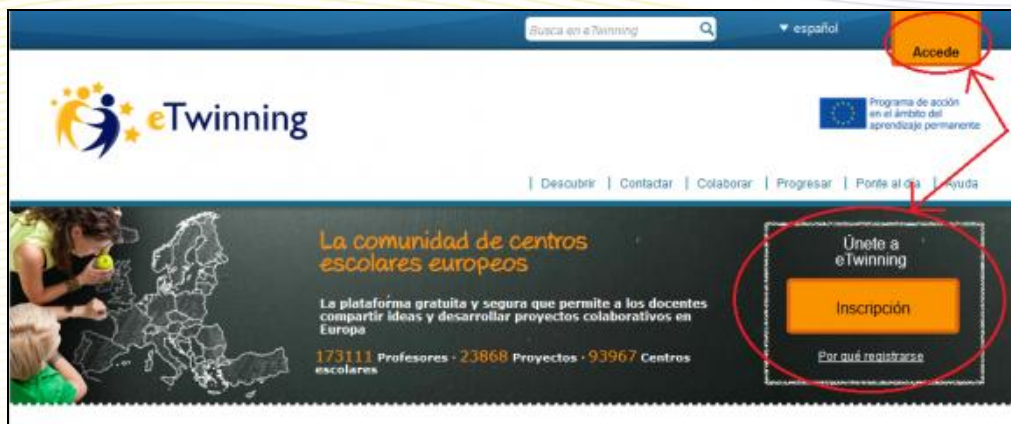 Busca en eTwinning
▼ español
Accede
eTwinning
Programa de acción
en el ámbito del
aprendizaje permanente
| Descubrir | Contactar | Colaborar | Progresar | Ponte al día | Ayuda
La comunidad de centros
escolares europeos
La plataforma gratuita y segura que permite a los docentes
compartir ideas y desarrollar proyectos colaborativos en
Europa
173111 Profesores · 23868 Proyectos · 93967 Centros
escolares
Únete a
eTwinning
Inscripción
Por qué registrarse